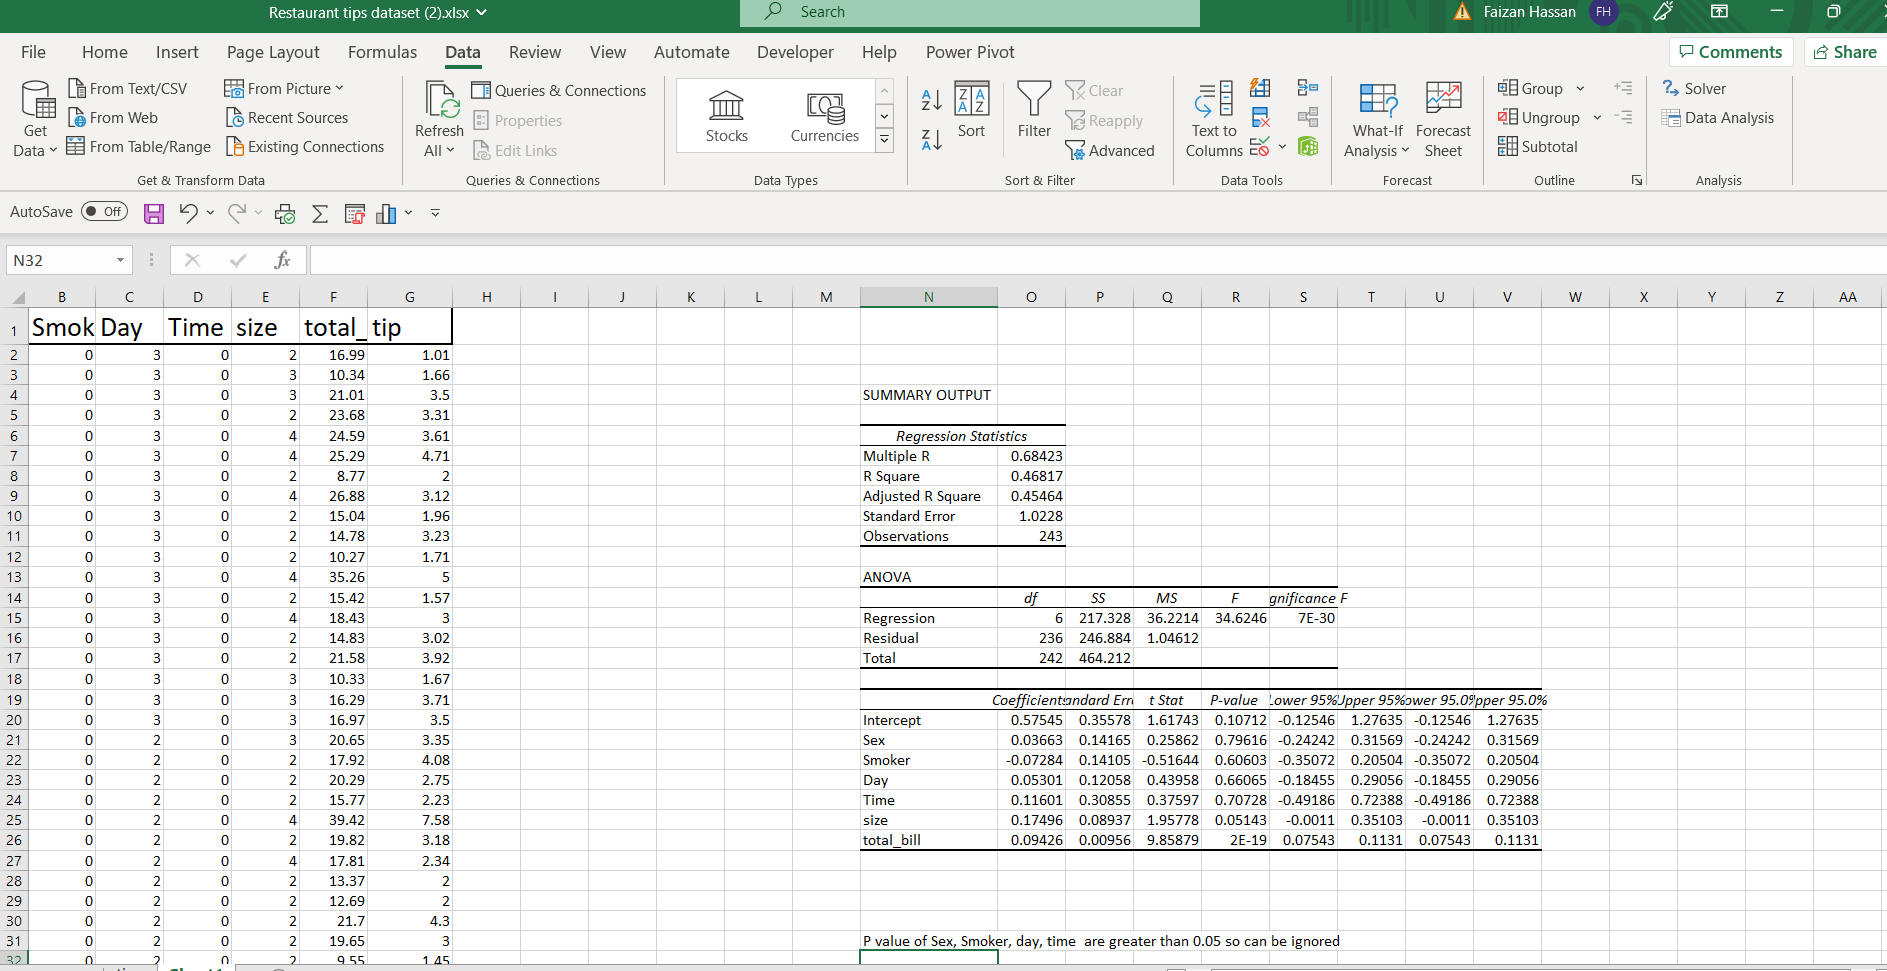 Restaurant tips dataset (2).xlsx
Search
Faizan Hassan FH
File Home Insert Page Layout Formulas Data Review View Automate Developer Help Power Pivot Comments Share
Get Data
From Text/CSV
From Web
From Table/Range
From Picture
Recent Sources
Existing Connections
Get & Transform Data
Refresh All
Queries & Connections
Properties
Edit Links
Queries & Connections
Stocks
Currencies
Data Types
Sort
Filter
Clear
Reapply
Advanced
Sort & Filter
Text to Columns
Data Tools
What-If Analysis
Forecast Sheet
Forecast
Group
Ungroup
Subtotal
Outline
Solver
Data Analysis
Analysis
AutoSave Off
N32
fx
B C D E F G H I J K L M N O P Q R S T U V W X Y Z AA
1 Smok Day Time size total_ tip
2 0 3 0 2 16.99 1.01
3 0 3 0 3 10.34 1.66
4 0 3 0 3 21.01 3.5 SUMMARY OUTPUT
5 0 3 0 2 23.68 3.31
6 0 3 0 4 24.59 3.61 Regression Statistics
7 0 3 0 4 25.29 4.71 Multiple R 0.68423
8 0 3 0 2 8.77 2 R Square 0.46817
9 0 3 0 4 26.88 3.12 Adjusted R Square 0.45464
10 0 3 0 2 15.04 1.96 Standard Error 1.0228
11 0 3 0 2 14.78 3.23 Observations 243
12 0 3 0 2 10.27 1.71
13 0 3 0 4 35.26 5 ANOVA
14 0 3 0 2 15.42 1.57 df SS MS F gnificance F
15 0 3 0 4 18.43 3 Regression 6 217.328 36.2214 34.6246 7E-30
16 0 3 0 2 14.83 3.02 Residual 236 246.884 1.04612
17 0 3 0 2 21.58 3.92 Total 242 464.212
18 0 3 0 3 10.33 1.67
19 0 3 0 3 16.29 3.71 Coefficients andard Err t Stat P-value Lower 95% Upper 95% ower 95.0% pper 95.0%
20 0 3 0 3 16.97 3.5 Intercept 0.57545 0.35578 1.61743 0.10712 -0.12546 1.27635 -0.12546 1.27635
21 0 2 0 3 20.65 3.35 Sex 0.03663 0.14165 0.25862 0.79616 -0.24242 0.31569 -0.24242 0.31569
22 0 2 0 2 17.92 4.08 Smoker -0.07284 0.14105 -0.51644 0.60603 -0.35072 0.20504 -0.35072 0.20504
23 0 2 0 2 20.29 2.75 Day 0.05301 0.12058 0.43958 0.66065 -0.18455 0.29056 -0.18455 0.29056
24 0 2 0 2 15.77 2.23 Time 0.11601 0.30855 0.37597 0.70728 -0.49186 0.72388 -0.49186 0.72388
25 0 2 0 4 39.42 7.58 size 0.17496 0.08937 1.95778 0.05143 -0.0011 0.35103 -0.0011 0.35103
26 0 2 0 2 19.82 3.18 total_bill 0.09426 0.00956 9.85879 2E-19 0.07543 0.1131 0.07543 0.1131
27 0 2 0 4 17.81 2.34
28 0 2 0 2 13.37 2
29 0 2 0 2 12.69 2
30 0 2 0 2 21.7 4.3
31 0 2 0 2 19.65 3 P value of Sex, Smoker, day, time are greater than 0.05 so can be ignored
32 0 2 0 2 9.55 1.45